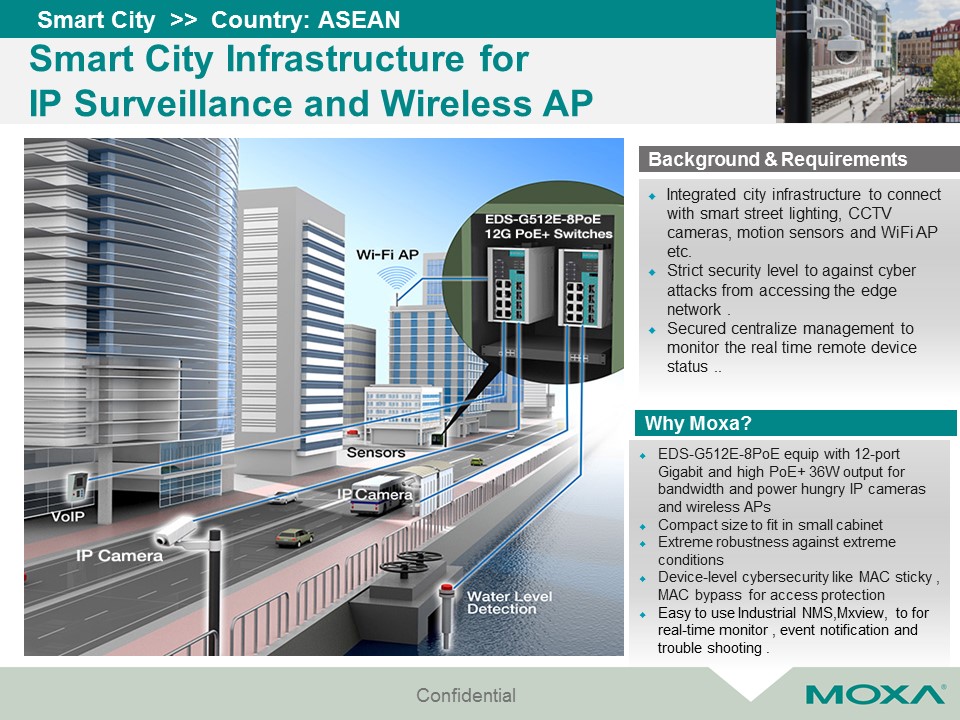 Smart City >> Country: ASEAN
Smart City Infrastructure for
IP Surveillance and Wireless AP
EDS-G512E-8PoE
12G PoE+ Switches
Wi-Fi AP
Sensors
IP Camera
VoIP
IP Camera
Water Level
Detection
Background & Requirements
Integrated city infrastructure to connect
with smart street lighting, CCTV
cameras, motion sensors and WiFi AP
etc.
Strict security level to against cyber
attacks from accessing the edge
network .
Secured centralize management to
monitor the real time remote device
status ..
Why Moxa?
EDS-G512E-8PoE equip with 12-port
Gigabit and high PoE+ 36W output for
bandwidth and power hungry IP cameras
and wireless APs
Compact size to fit in small cabinet
Extreme robustness against extreme
conditions
Device-level cybersecurity like MAC sticky ,
MAC bypass for access protection
Easy to use Industrial NMS,Mxview, to for
real-time monitor , event notification and
trouble shooting .
Confidential
MOXA®